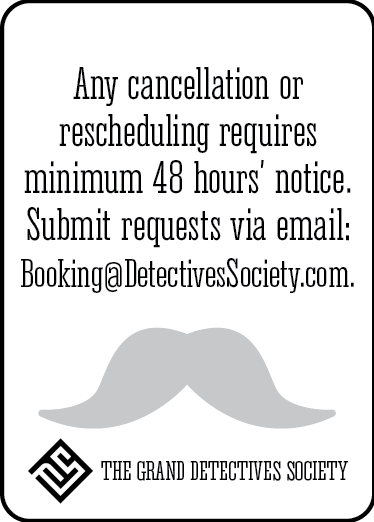 Any cancellation or
rescheduling requires
minimum 48 hours' notice.
Submit requests via email:
Booking@DetectivesSociety.com.
THE GRAND DETECTIVES SOCIETY